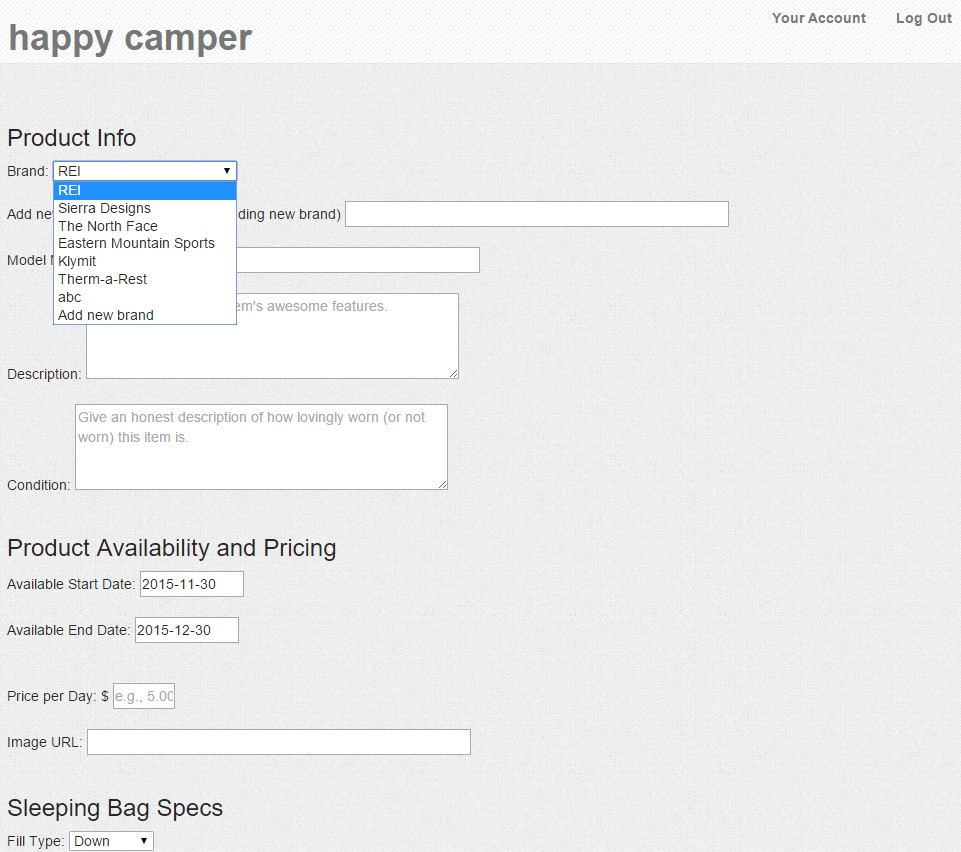 Your Account Log Out
happy camper
Product Info
Brand: REI
REI
Sierra Designs
The North Face
Eastern Mountain Sports
Klymit
Therm-a-Rest
abc
Add new brand
Add ding new brand)
Model
em's awesome features.
Description:
Give an honest description of how lovingly worn (or not
worn) this item is.
Condition:
Product Availability and Pricing
Available Start Date: 2015-11-30
Available End Date: 2015-12-30
Price per Day: $ e.g., 5.00
Image URL:
Sleeping Bag Specs
Fill Type: Down